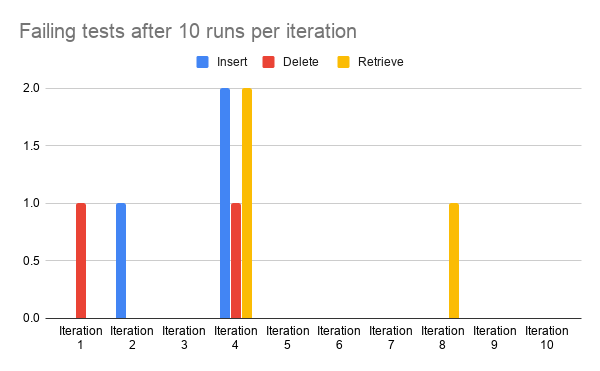 Failing tests after 10 runs per iteration
Insert Delete Retrieve
2.0
1.5
1.0
0.5
0.0
Iteration Iteration Iteration Iteration Iteration Iteration Iteration Iteration Iteration Iteration
1 2 3 4 5 6 7 8 9 10